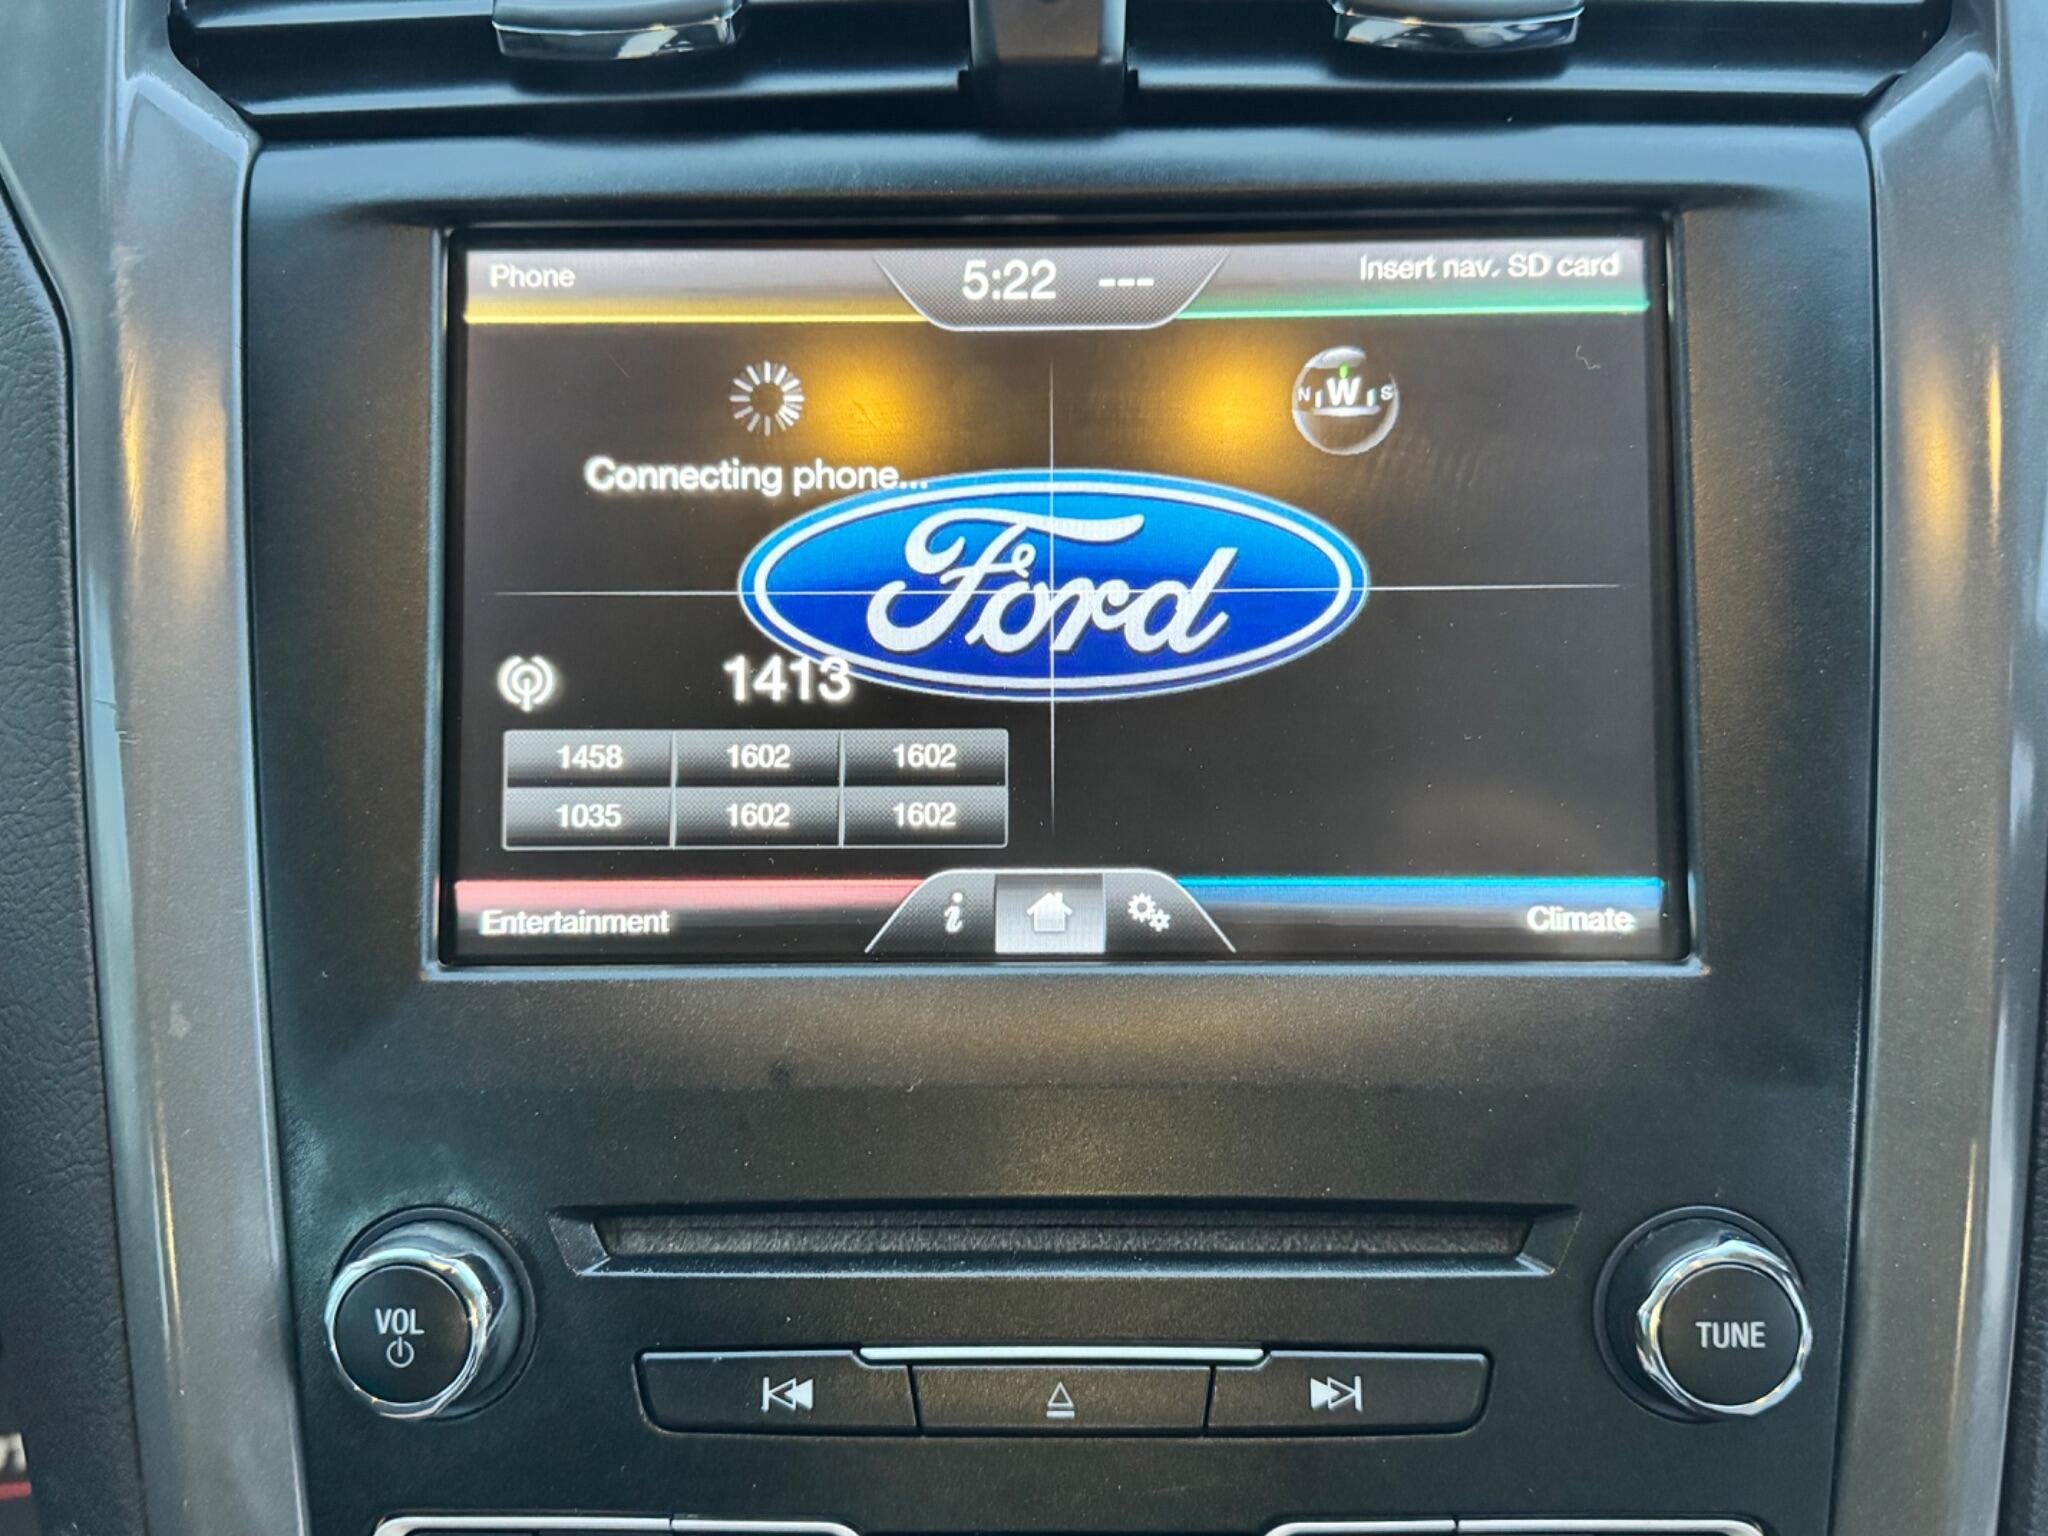 Phone
5:22 ---
Insert nav. SD card
N W S
Connecting phone...
Ford
1413
1458 1602 1602
1035 1602 1602
Entertainment
i
Climate
VOL
TUNE